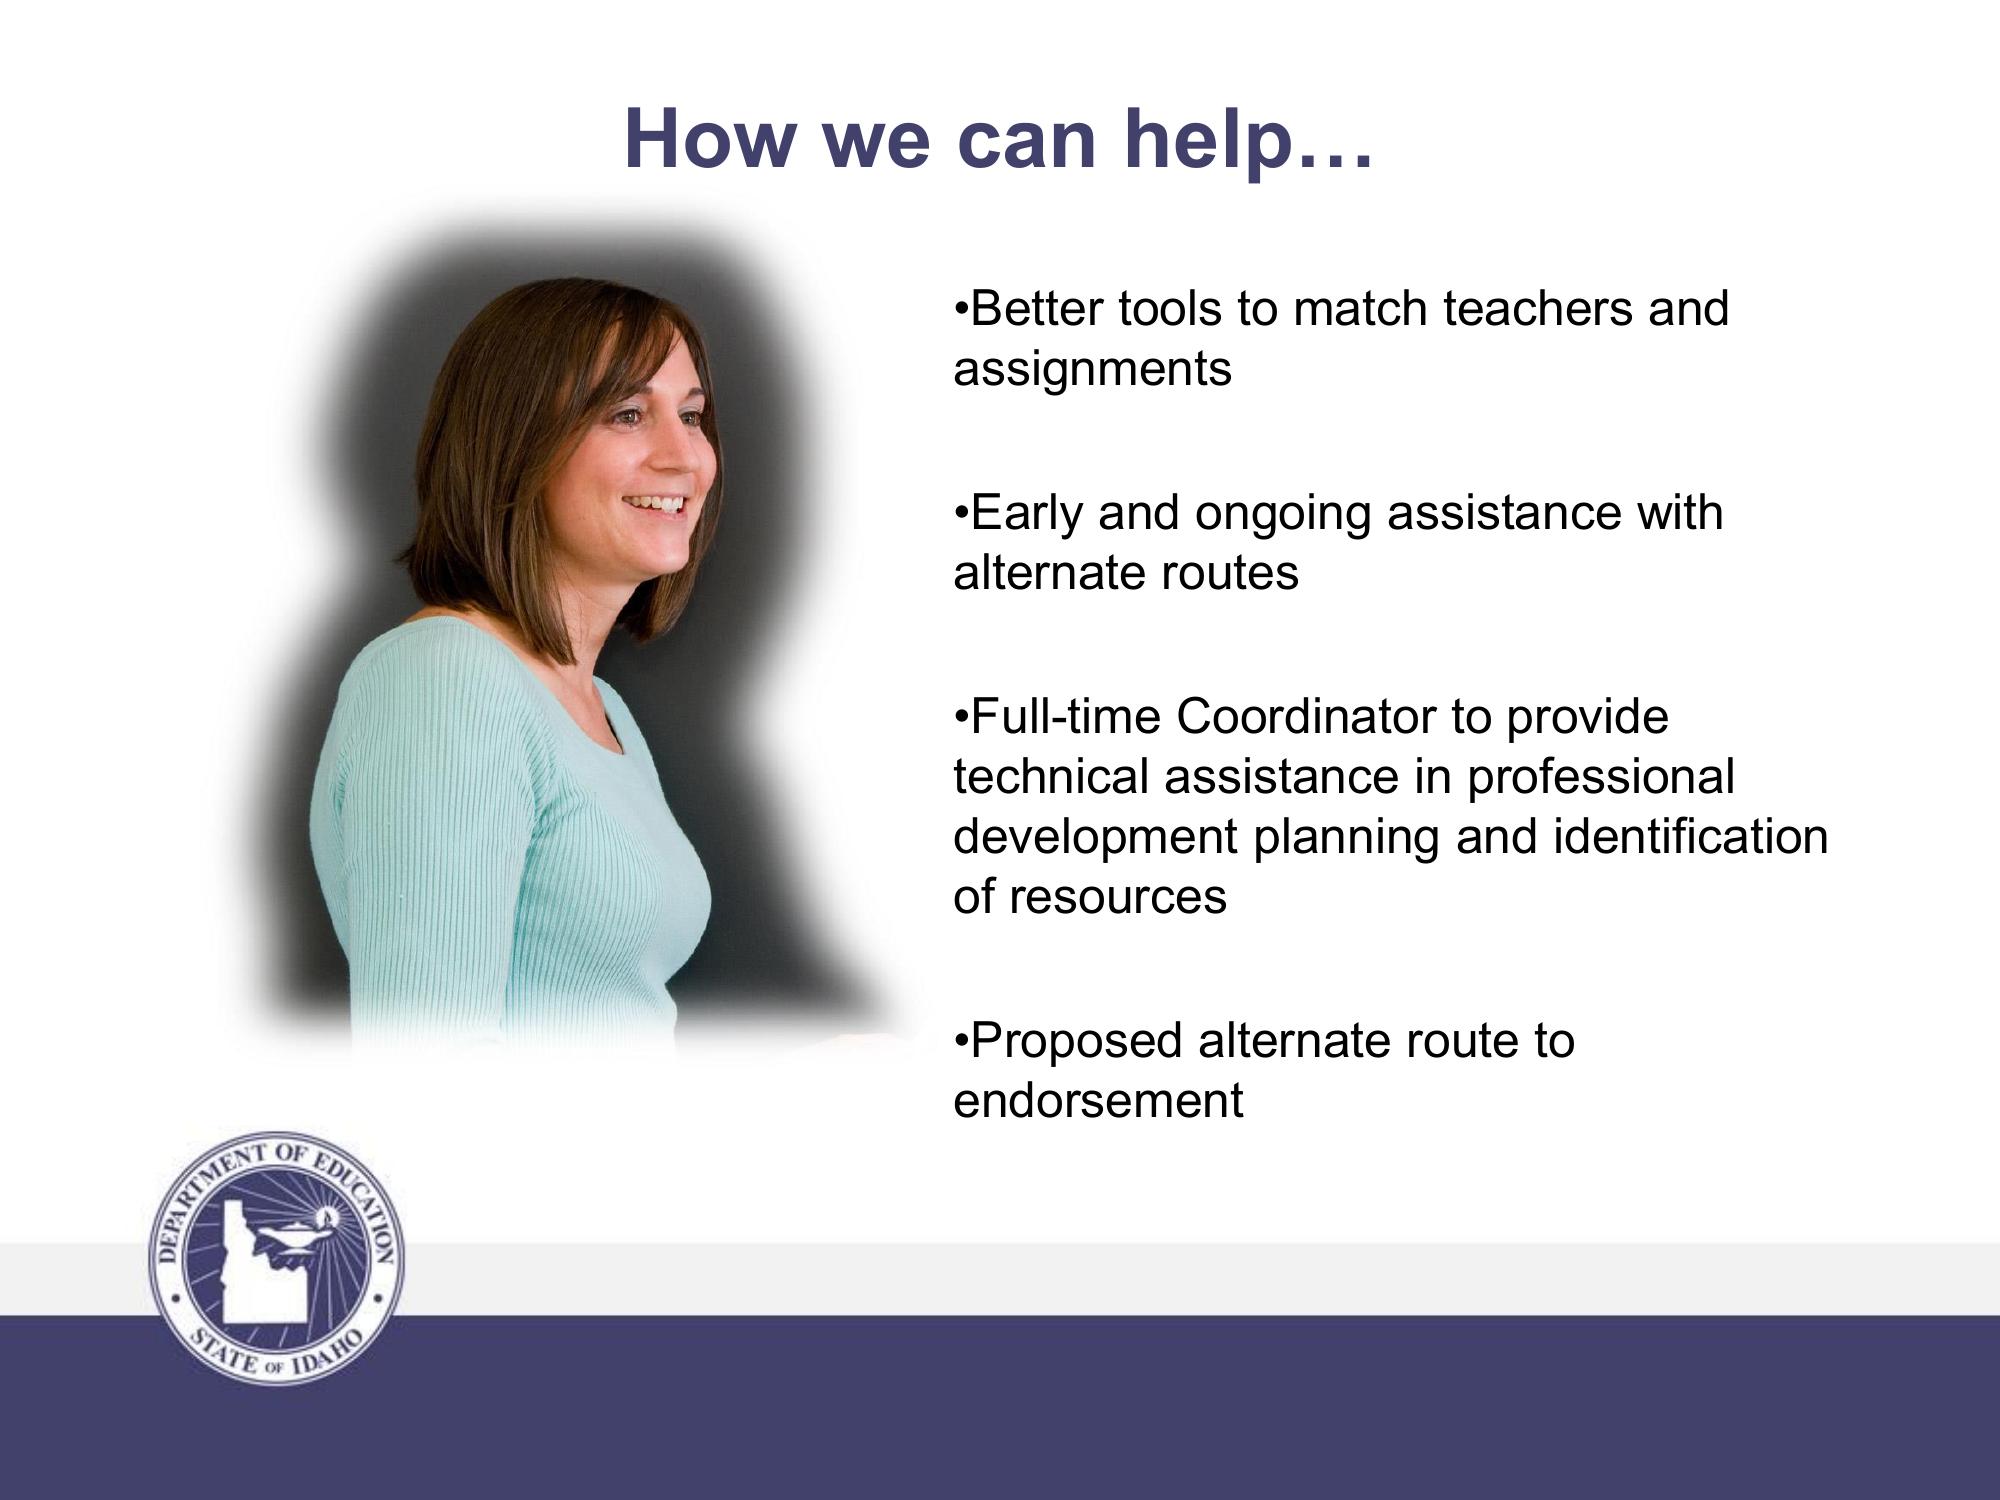 How we can help…
•Better tools to match teachers and
assignments
•Early and ongoing assistance with
alternate routes
•Full-time Coordinator to provide
technical assistance in professional
development planning and identification
of resources
•Proposed alternate route to
endorsement
DEPARTMENT OF EDUCATION
STATE OF IDAHO